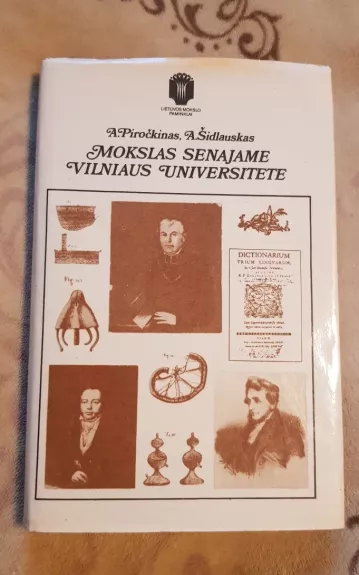 LIETUVOS MOKSLO
PAMINKLAI
A.Piročkinas, A.Šidlauskas
MOKSLAS SENAJAME
VILNIAUS UNIVERSITETE
DICTIONARIUM
TRIUM LINGUARUM,